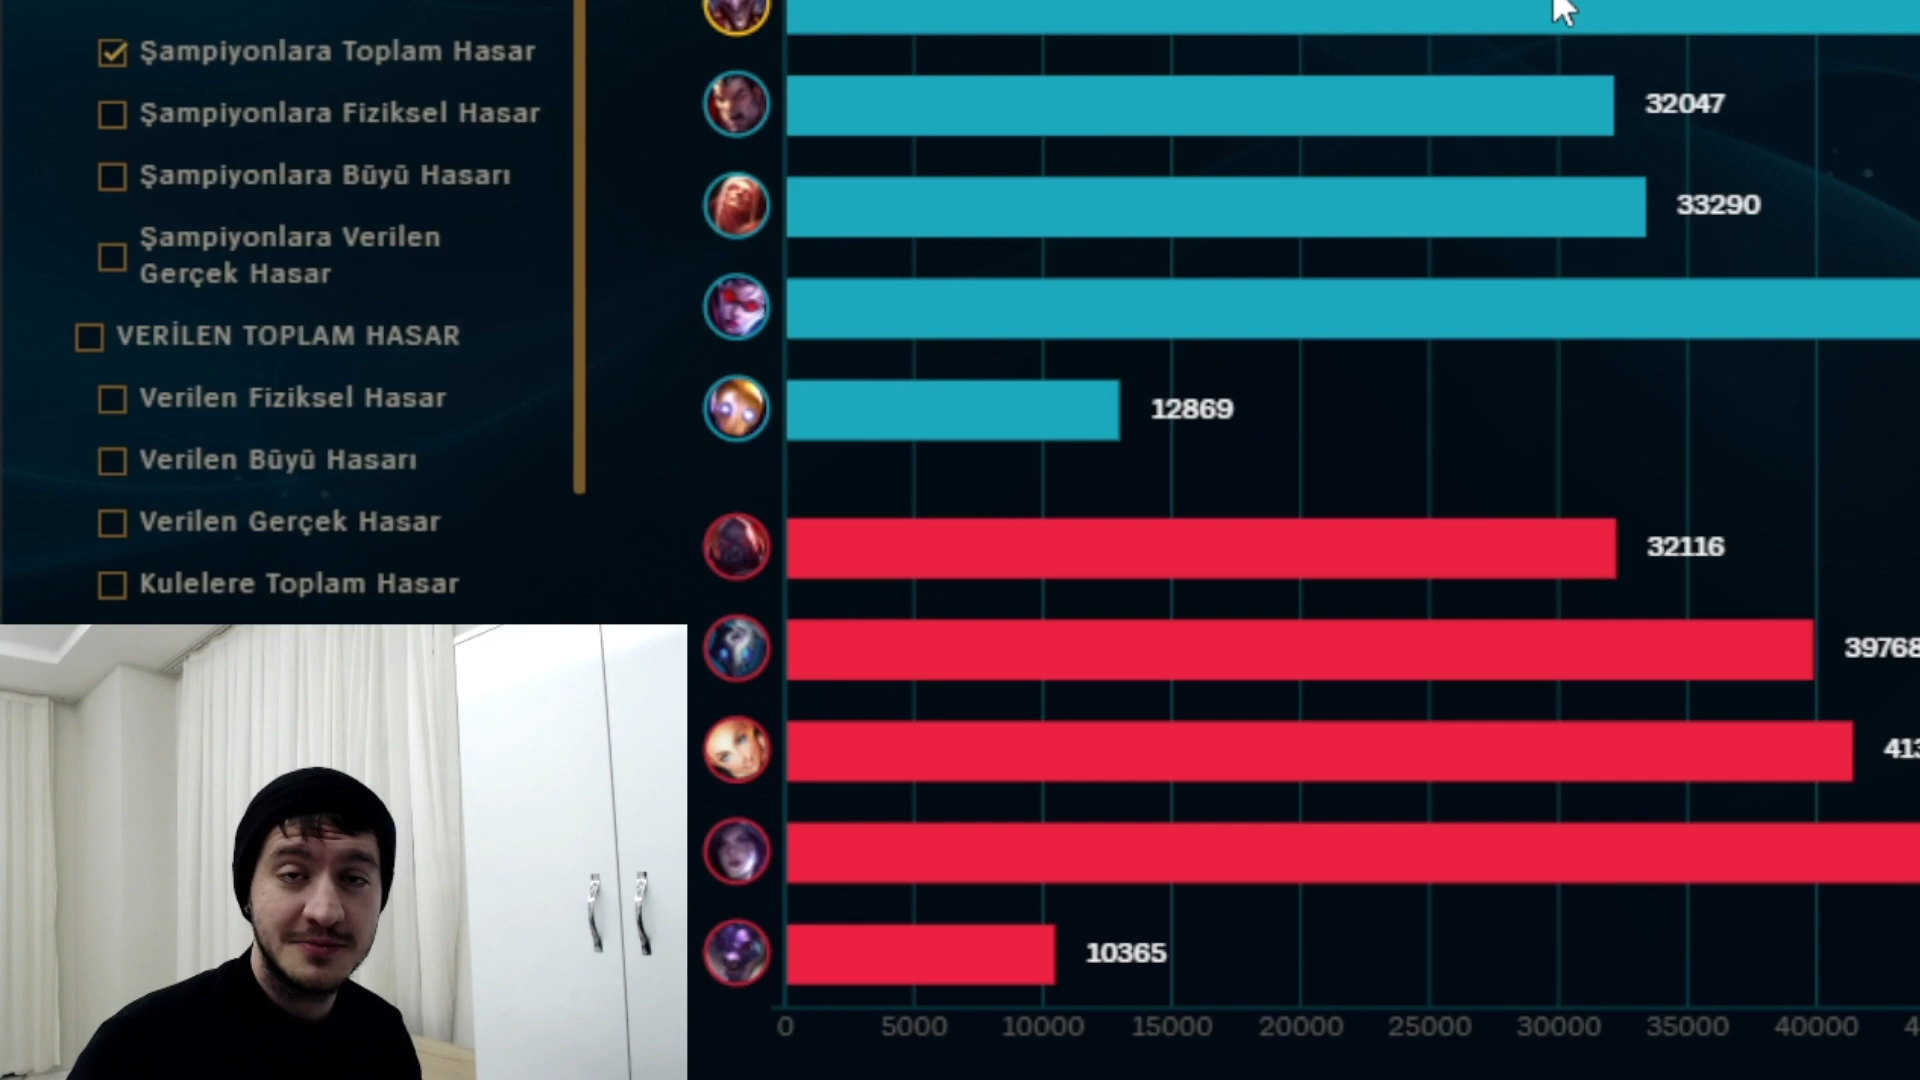 Şampiyonlara Toplam Hasar
Şampiyonlara Fiziksel Hasar
Şampiyonlara Büyü Hasarı
Şampiyonlara Verilen
Gerçek Hasar
VERİLEN TOPLAM HASAR
Verilen Fiziksel Hasar
Verilen Büyü Hasarı
Verilen Gerçek Hasar
Kulelere Toplam Hasar
32047
33290
12869
32116
39768
413
10365
0 5000 10000 15000 20000 25000 30000 35000 40000 4